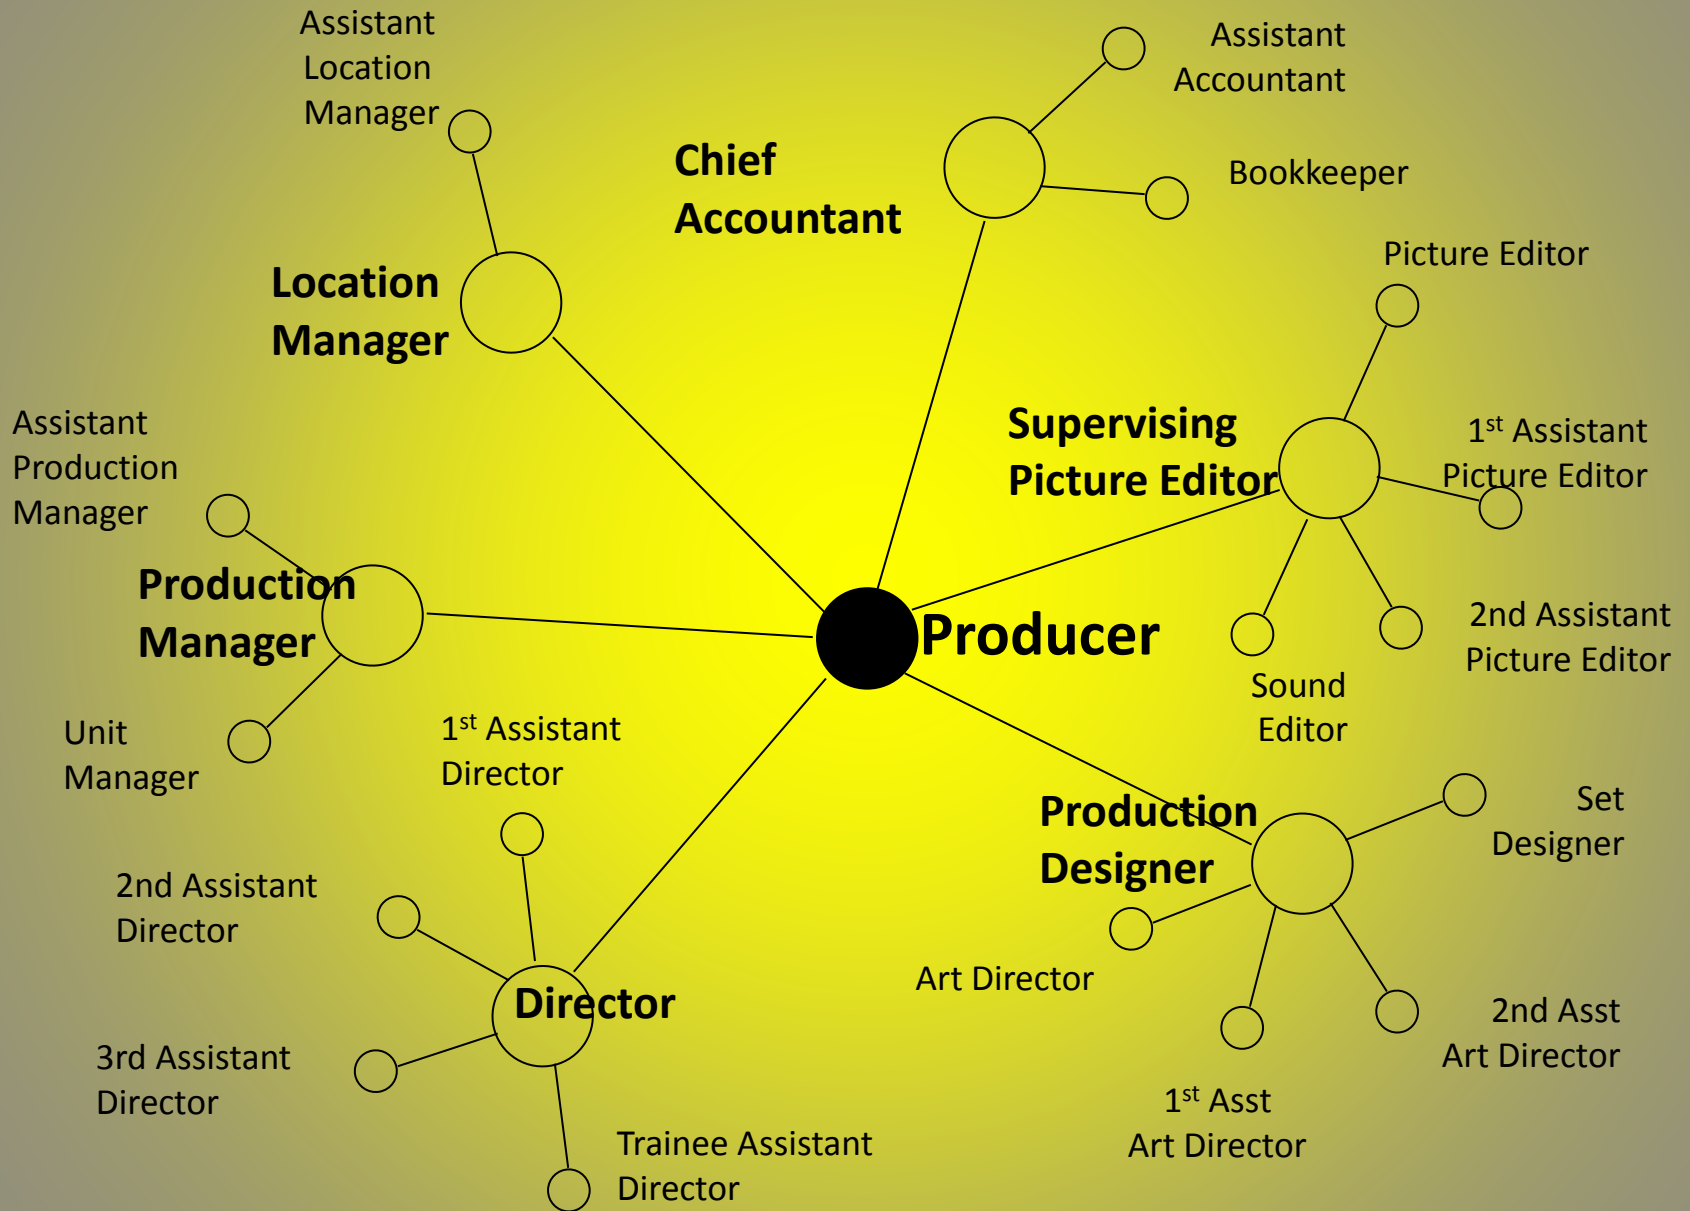 Assistant
Location
Manager
Assistant
Accountant
Chief
Accountant
Bookkeeper
Picture Editor
Location
Manager
Assistant
Production
Manager
Supervising
Picture Editor
1st Assistant
Picture Editor
Production
Manager
Producer
2nd Assistant
Picture Editor
Sound
Editor
Unit
Manager
1st Assistant
Director
Production
Designer
Set
Designer
2nd Assistant
Director
Art Director
Director
2nd Asst
Art Director
3rd Assistant
Director
1st Asst
Art Director
Trainee Assistant
Director